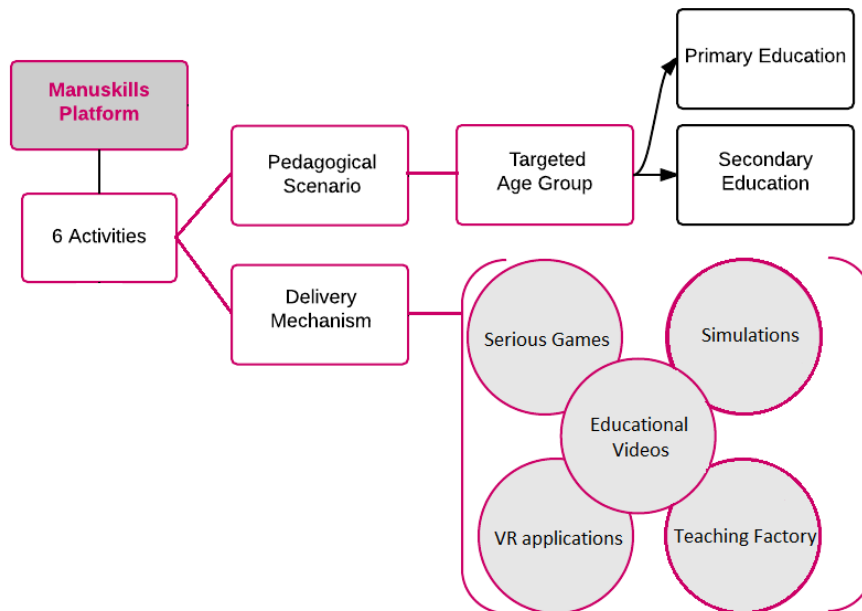 Manuskills
Platform
6 Activities
Pedagogical
Scenario
Targeted
Age Group
Primary Education
Secondary
Education
Delivery
Mechanism
Serious Games
Simulations
Educational
Videos
VR applications
Teaching Factory